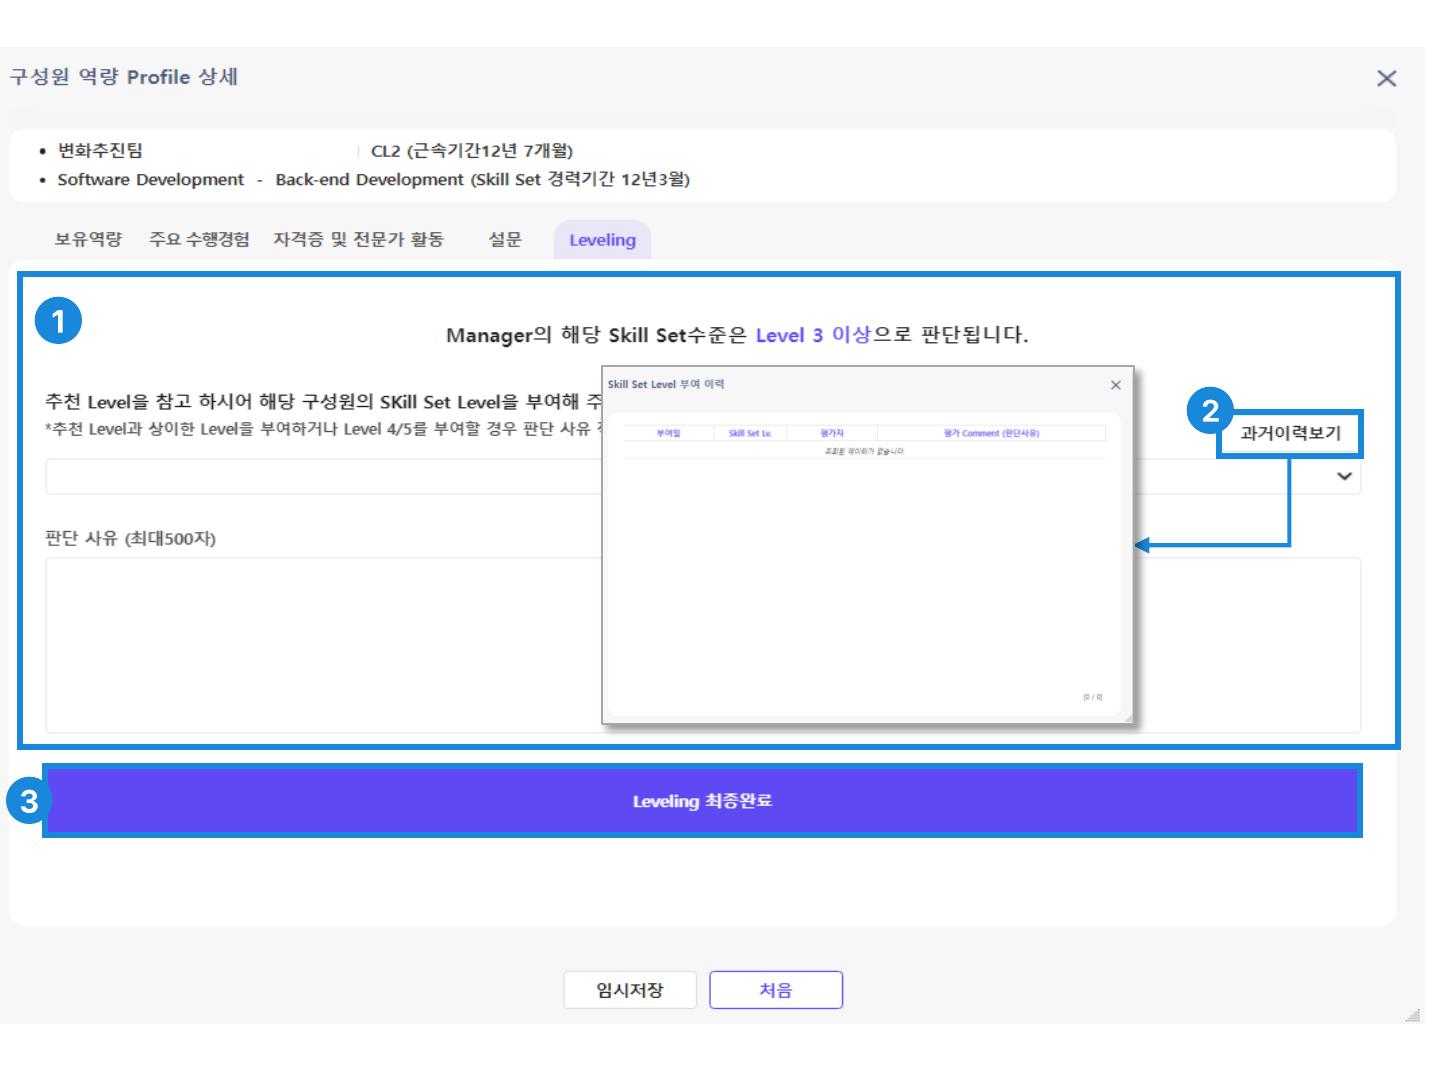 구성원 역량 Profile 상세
• 변화추진팀 | CL2 (근속기간12년 7개월)
• Software Development - Back-end Development (Skill Set 경력기간 12년3월)
보유역량 주요 수행경험 자격증 및 전문가 활동 설문 Leveling
1
Manager의 해당 Skill Set수준은 Level 3 이상으로 판단됩니다.
추천 Level을 참고 하시어 해당 구성원의 SKill Set Level을 부여해 주
*추천 Level과 상이한 Level을 부여하거나 Level 4/5를 부여할 경우 판단 사유
2
과거이력보기
판단 사유 (최대500자)
Skill Set Level 부여 이력
부여일 Skill Set Lv. 평가자 평가 Comment (판단사유)
조회된 데이터가 없습니다.
[0 / 0]
3
Leveling 최종완료
임시저장 처음